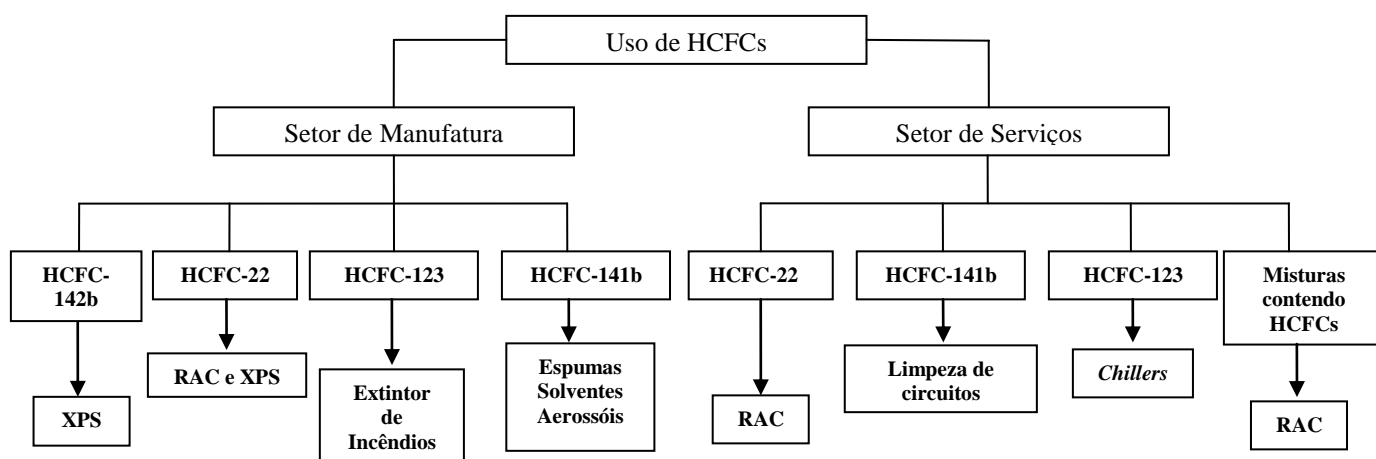 Uso de HCFCs
Setor de Manufatura
Setor de Serviços
HCFC-
142b
HCFC-22
HCFC-123
HCFC-141b
HCFC-22
HCFC-141b
HCFC-123
Misturas
contendo
HCFCs
XPS
RAC e XPS
Extintor
de
Incêndios
Espumas
Solventes
Aerossóis
RAC
Limpeza de
circuitos
Chillers
RAC